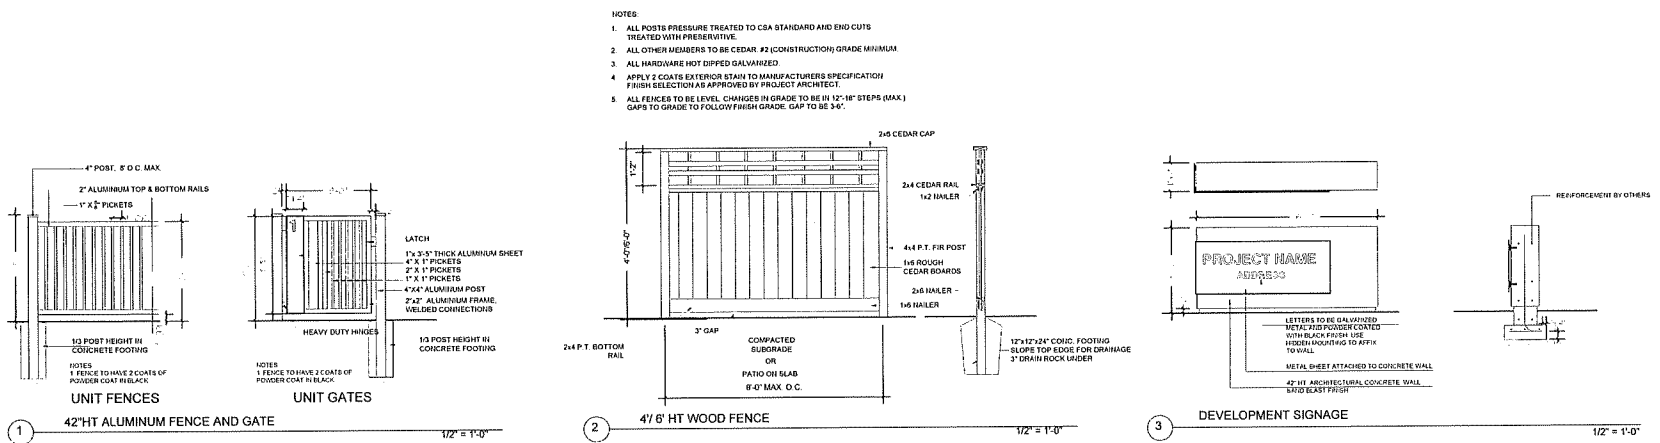 NOTES:
1. ALL POSTS PRESSURE TREATED TO CSA STANDARD AND END CUTS
TREATED WITH PRESERVITIVE.
2. ALL OTHER MEMBERS TO BE CEDAR, #2 (CONSTRUCTION) GRADE MINIMUM.
3. ALL HARDWARE HOT DIPPED GALVANIZED.
4 APPLY 2 COATS EXTERIOR STAIN TO MANUFACTURERS SPECIFICATION
FINISH SELECTION AS APPROVED BY PROJECT ARCHITECT.
5. ALL FENCES TO BE LEVEL CHANGES IN GRADE TO BE IN 12"-18" STEPS (MAX.)
GAPS TO GRADE TO FOLLOW FINISH GRADE. GAP TO BE 3-6".
4" POST, 8' O.C. MAX.
2" ALUMINIUM TOP & BOTTOM RAILS
PICKETS
1/3 POST HEIGHT IN
CONCRETE FOOTING
NOTES
1 FENCE TO HAVE 2 COATS OF
POWDER COAT IN BLACK
UNIT FENCES
LATCH
1"x 3'-5" THICK ALUMINUM SHEET
4" X 1" PICKETS
2" X 1" PICKETS
1" X 1" PICKETS
4"X4" ALUMINUM POST
2"x2" ALUMINIUM FRAME,
WELDED CONNECTIONS
HEAVY DUTY HINGES
1/3 POST HEIGHT IN
CONCRETE FOOTING
NOTES
1 FENCE TO HAVE 2 COATS OF
POWDER COAT IN BLACK
UNIT GATES
1 42"HT ALUMINUM FENCE AND GATE
1/2" = 1'-0"
2x6 CEDAR CAP
1'-2"
2x4 CEDAR RAIL
1x2 NAILER
4'-0"/6'-0"
4x4 P.T. FIR POST
1x6 ROUGH
CEDAR BOARDS
2x6 NAILER
1x6 NAILER
3" GAP
2x4 P.T. BOTTOM
RAIL
COMPACTED
SUBGRADE
OR
PATIO ON SLAB
8'-0" MAX O.C.
12"x12"x24" CONC. FOOTING
SLOPE TOP EDGE FOR DRAINAGE
3" DRAIN ROCK UNDER
2 4'/ 6' HT WOOD FENCE
1/2" = 1'-0"
REINFORCEMENT BY OTHERS
PROJECT NAME
ADDRESS
LETTERS TO BE GALVANIZED
METAL AND POWDER COATED
WITH BLACK FINISH. USE
HIDDEN MOUNTING TO AFFIX
TO WALL
METAL SHEET ATTACHED TO CONCRETE WALL
42" HT ARCHITECTURAL CONCRETE WALL
SAND BLAST FINISH
3 DEVELOPMENT SIGNAGE
1/2" = 1'-0"